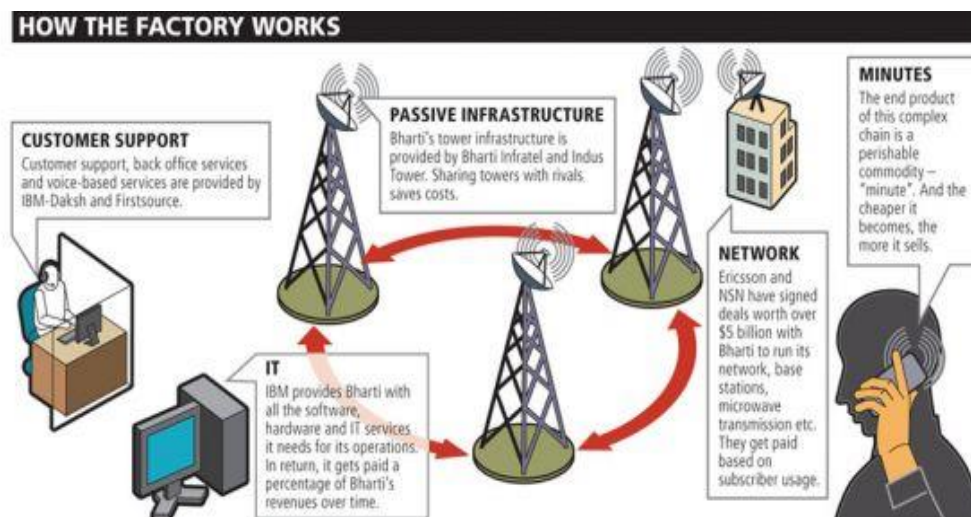 HOW THE FACTORY WORKS
CUSTOMER SUPPORT
Customer support, back office services
and voice-based services are provided by
IBM-Daksh and Firstsource.
PASSIVE INFRASTRUCTURE
Bharti's tower infrastructure is
provided by Bharti Infratel and Indus
Tower. Sharing towers with rivals
saves costs.
MINUTES
The end product
of this complex
chain is a
perishable
commodity –
"minute". And the
cheaper it
becomes, the
more it sells.
NETWORK
Ericsson and
NSN have signed
deals worth over
$5 billion with
Bharti to run its
network, base
stations,
microwave
transmission etc.
They get paid
based on
subscriber usage.
IT
IBM provides Bharti with
all the software,
hardware and IT services
it needs for its operations.
In return, it gets paid a
percentage of Bharti's
revenues over time.